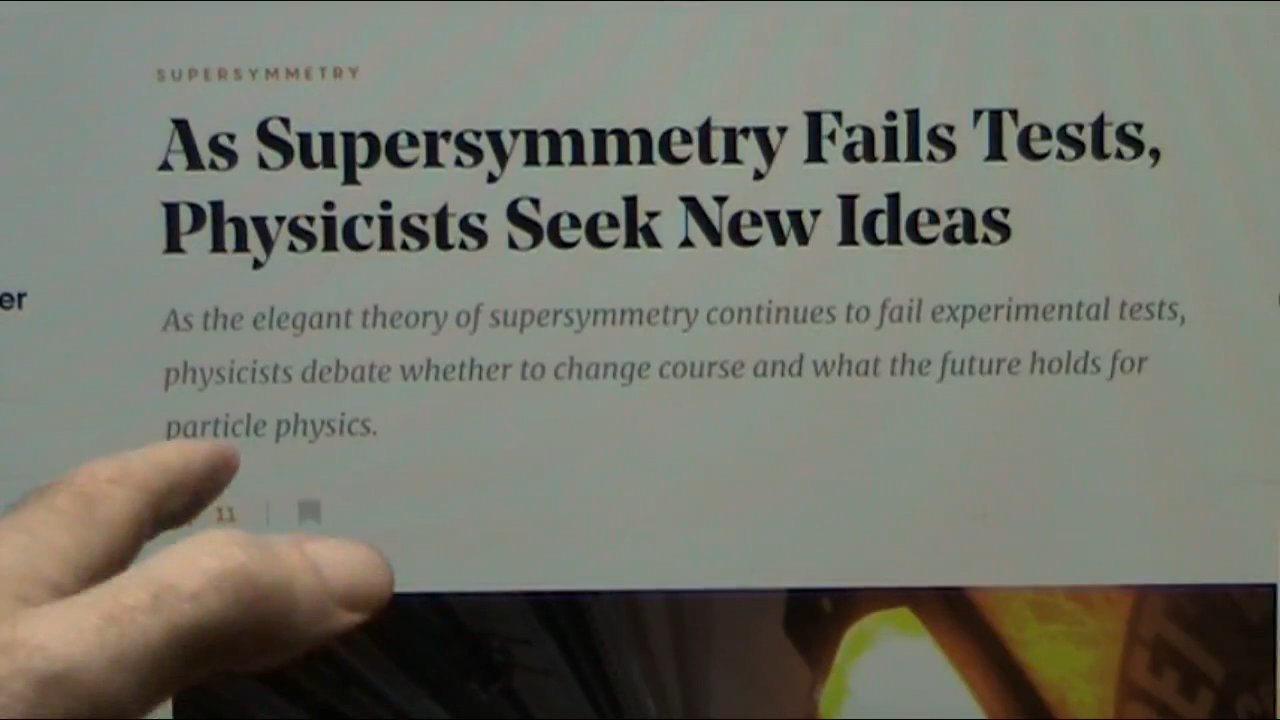 SUPERSYMMETRY
As Supersymmetry Fails Tests,
Physicists Seek New Ideas
er
As the elegant theory of supersymmetry continues to fail experimental tests,
physicists debate whether to change course and what the future holds for
particle physics.
11